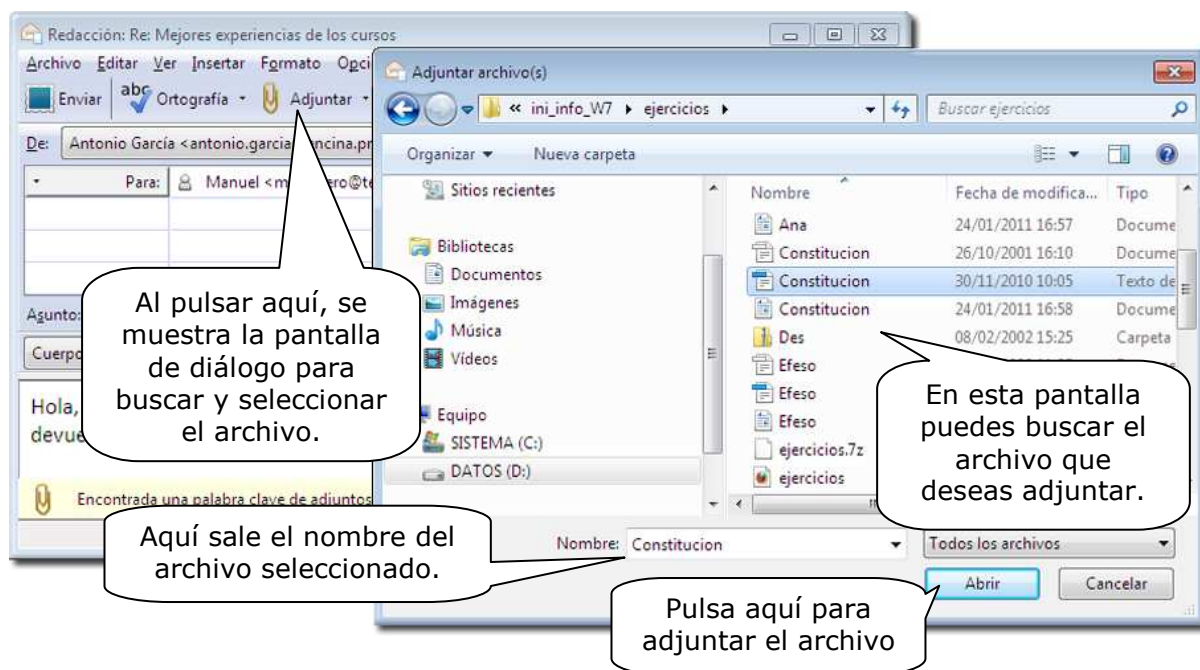 Redacción: Re: Mejores experiencias de los cursos
Archivo Editar Ver Insertar Formato
Enviar Ortografía Adjuntar
De: Antonio García
Para: Manuel
Asunto:
Hola,
Encontrada una palabra clave de adjuntos
Al pulsar aquí, se
muestra la pantalla
de diálogo para
buscar y seleccionar
el archivo.
Adjuntar archivo(s)
« ini_info_W7 ejercicios
Buscar ejercicios
Organizar Nueva carpeta
Sitios recientes
Bibliotecas
Documentos
Imágenes
Música
Vídeos
Equipo
SISTEMA (C:)
DATOS (D:)
Nombre Fecha de modifica... Tipo
Ana 24/01/2011 16:57 Docume
Constitucion 26/10/2001 16:10 Docume
Constitucion 30/11/2010 10:05 Texto de
Constitucion 24/01/2011 16:58 Docume
Des 08/02/2002 15:25 Carpeta
Efeso
Efeso
Efeso
ejercicios.7z
ejercicios
En esta pantalla
puedes buscar el
archivo que
deseas adjuntar.
Aquí sale el nombre del
archivo seleccionado.
Nombre: Constitucion
Todos los archivos
Abrir Cancelar
Pulsa aquí para
adjuntar el archivo